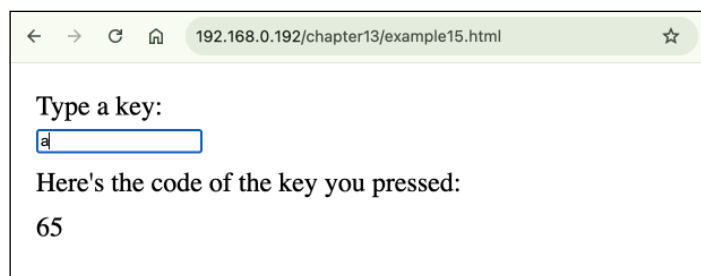 192.168.0.192/chapter13/example15.html
Type a key:
a
Here's the code of the key you pressed:
65